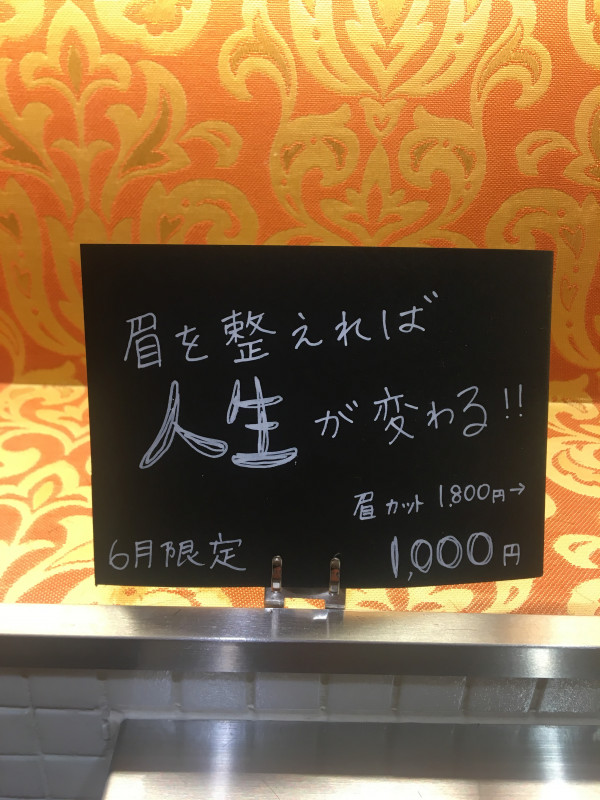 眉を整えれば
人生が変わる!!
眉カット 1,800円→
6月限定 1,000円